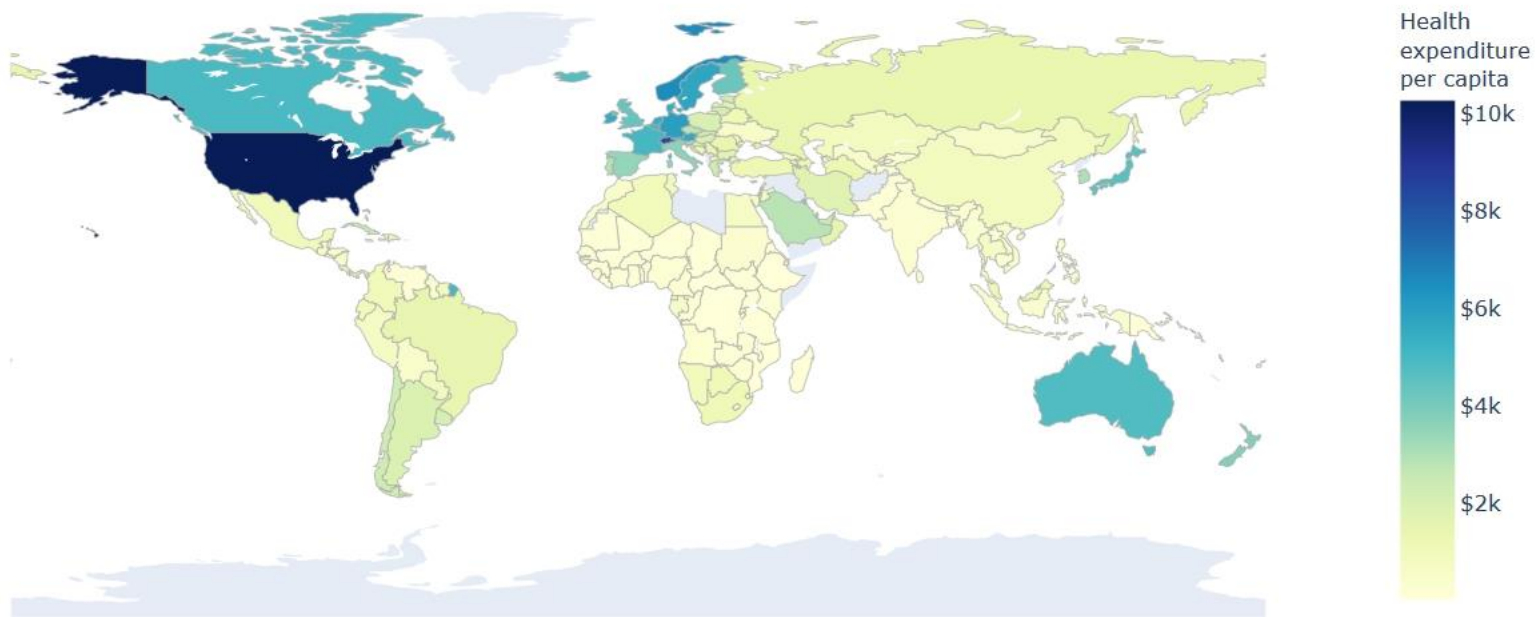 Health
expenditure
per capita
$10k
$8k
$6k
$4k
$2k